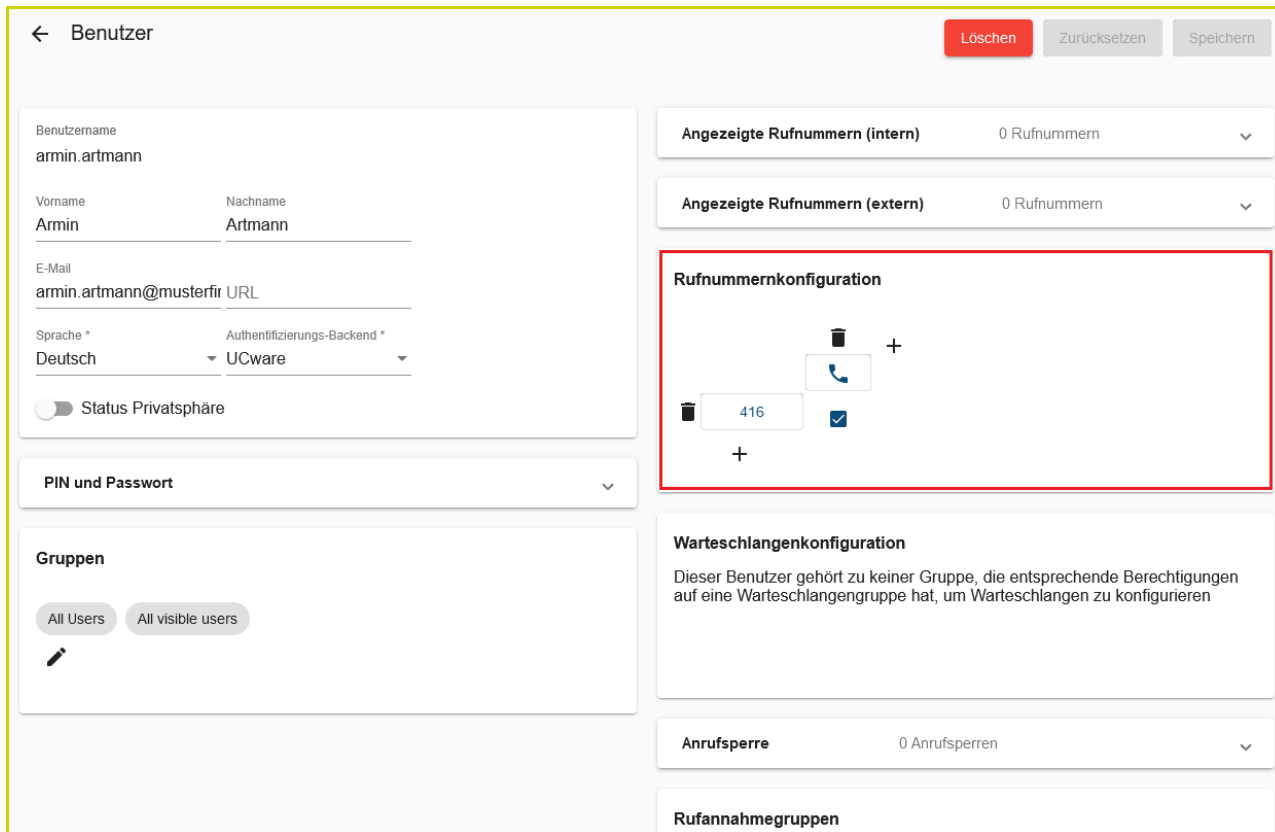 Benutzer
Löschen
Zurücksetzen
Speichern
Benutzername
armin.artmann
Vorname
Nachname
Armin
Artmann
E-Mail
armin.artmann@musterfir
URL
Sprache *
Authentifizierungs-Backend *
Deutsch
UCware
Status Privatsphäre
PIN und Passwort
Gruppen
All Users
All visible users
Angezeigte Rufnummern (intern)
0 Rufnummern
Angezeigte Rufnummern (extern)
0 Rufnummern
Rufnummernkonfiguration
416
Warteschlangenkonfiguration
Dieser Benutzer gehört zu keiner Gruppe, die entsprechende Berechtigungen
auf eine Warteschlangengruppe hat, um Warteschlangen zu konfigurieren
Anrufsperre
0 Anrufsperren
Rufannahmegruppen